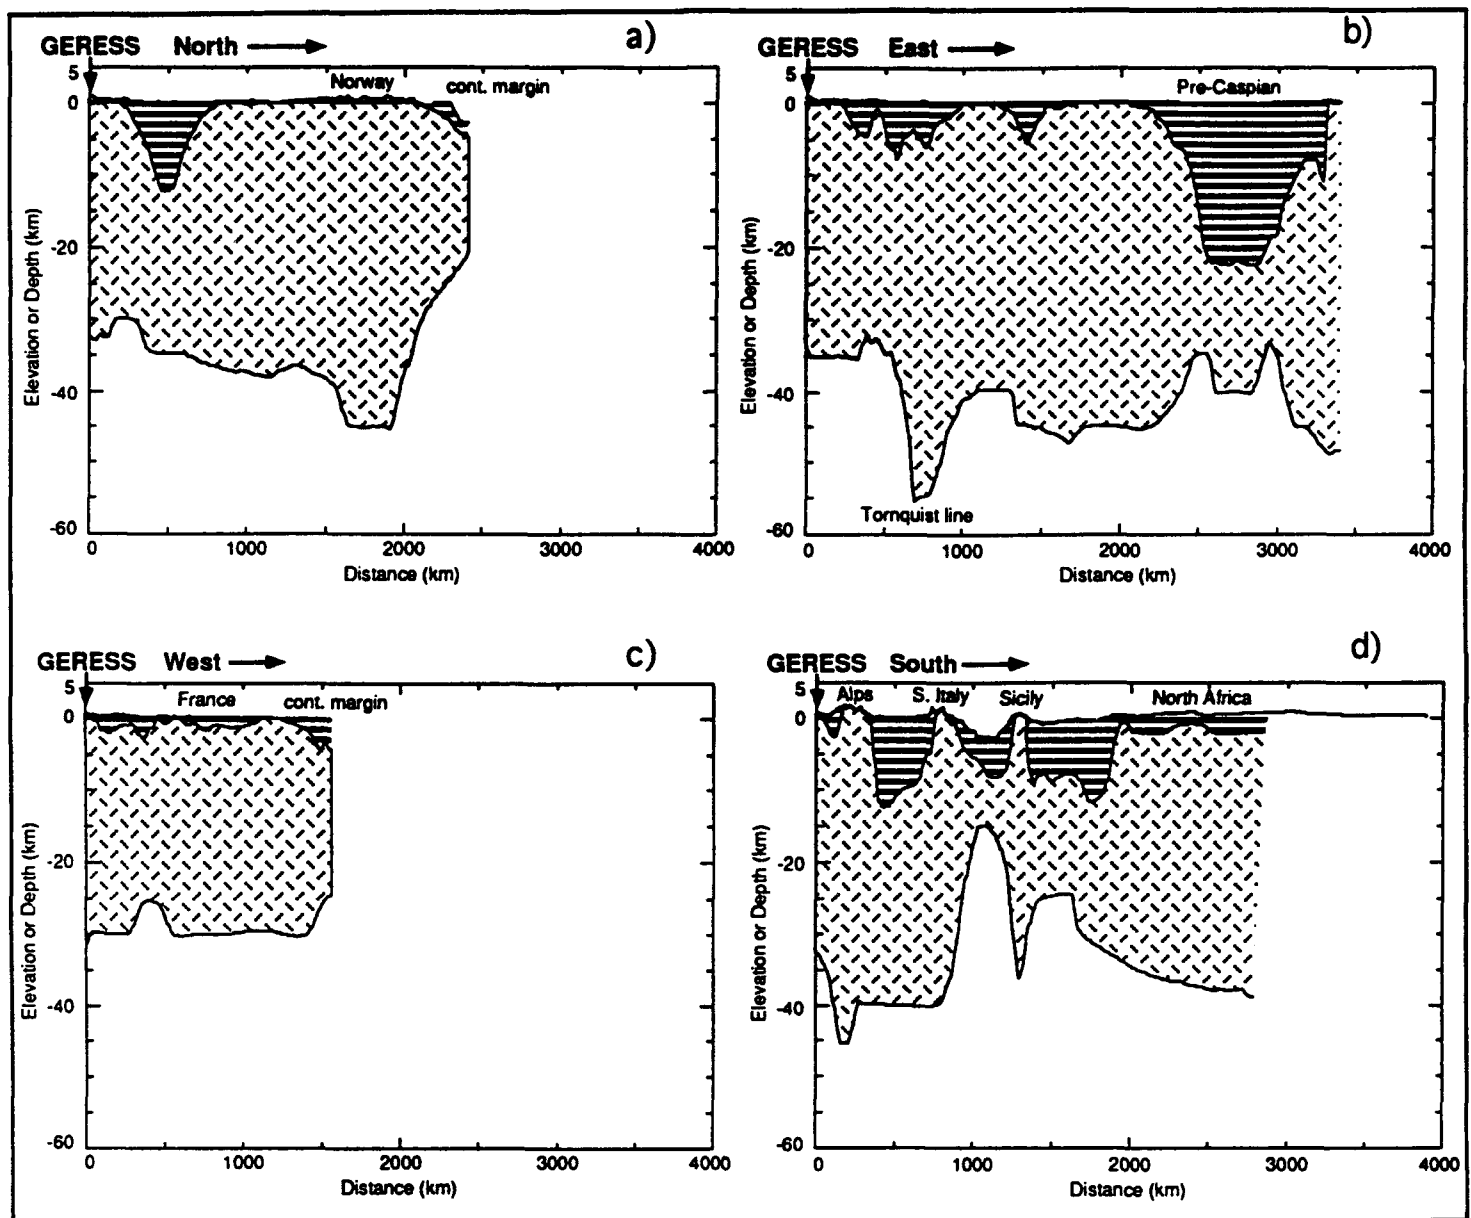 a)
GERESS North
Norway cont. margin
5
0
-20
-40
-60
Elevation or Depth (km)
0 1000 2000 3000 4000
Distance (km)
b)
GERESS East
Pre-Caspian
5
0
-20
-40
-60
Elevation or Depth (km)
Tornquist line
0 1000 2000 3000 4000
Distance (km)
c)
GERESS West
France cont. margin
5
0
-20
-40
-60
Elevation or Depth (km)
0 1000 2000 3000 4000
Distance (km)
d)
GERESS South
Alps S. Italy Sicily North Africa
5
0
-20
-40
-60
Elevation or Depth (km)
0 1000 2000 3000 4000
Distance (km)